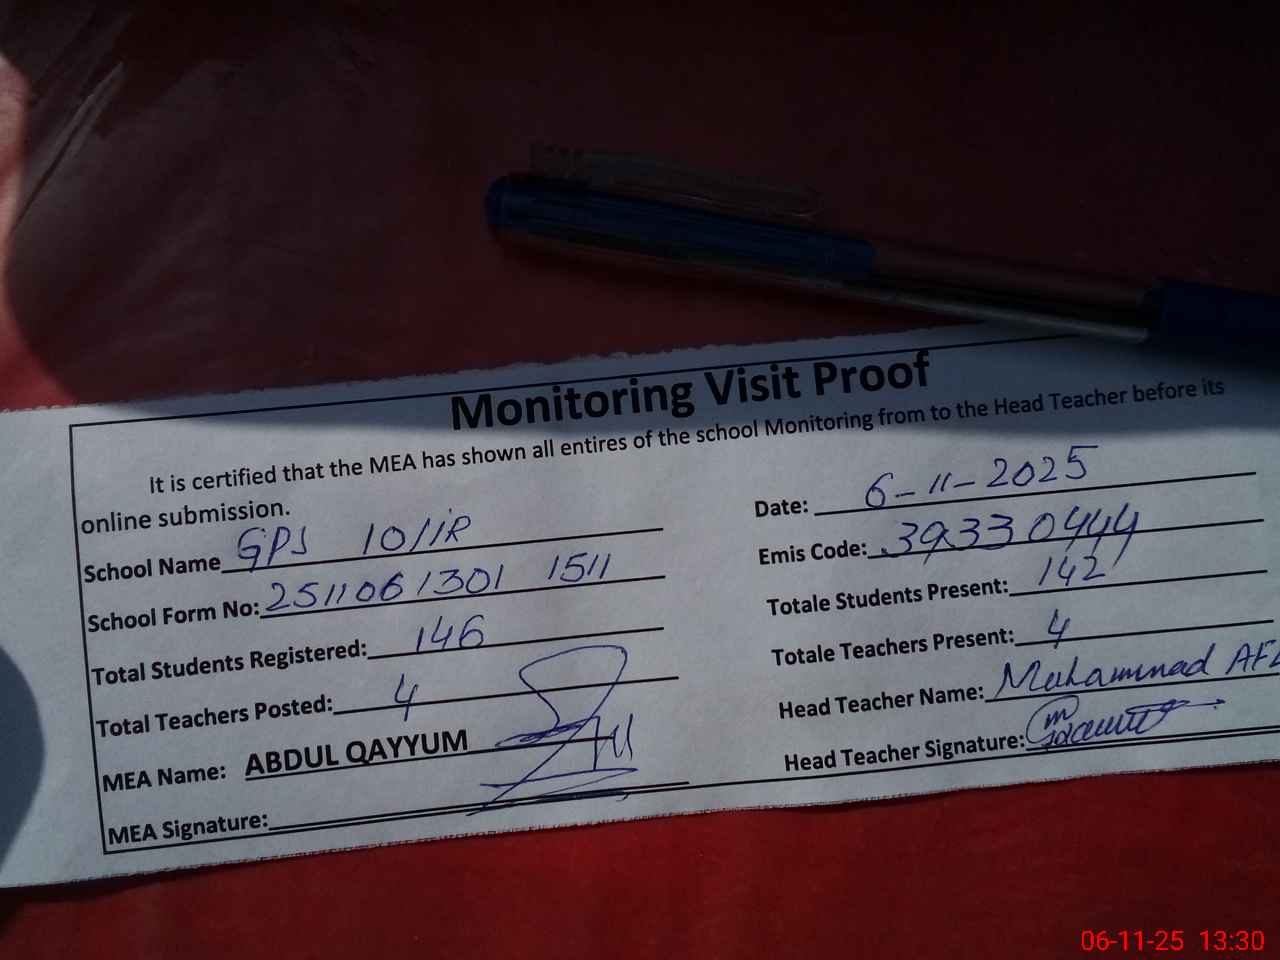 Monitoring Visit Proof
It is certified that the MEA has shown all entires of the school Monitoring from to the Head Teacher before its
online submission.
School Name GPS 10/1R
Date: 6-11-2025
School Form No: 2511061301 1511
Emis Code: 39330444
Total Students Registered: 146
Totale Students Present: 142
Total Teachers Posted: 4
Totale Teachers Present: 4
MEA Name: ABDUL QAYYUM
Head Teacher Name: Muhammad
MEA Signature:
Head Teacher Signature:
06-11-25 13:30